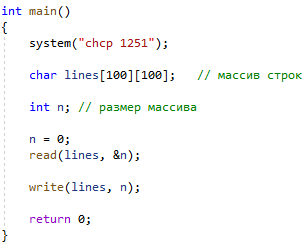 int main()
{
system("chcp 1251");
char lines[100][100]; // массив строк
int n; // размер массива
n = 0;
read(lines, &n);
write(lines, n);
return 0;
}